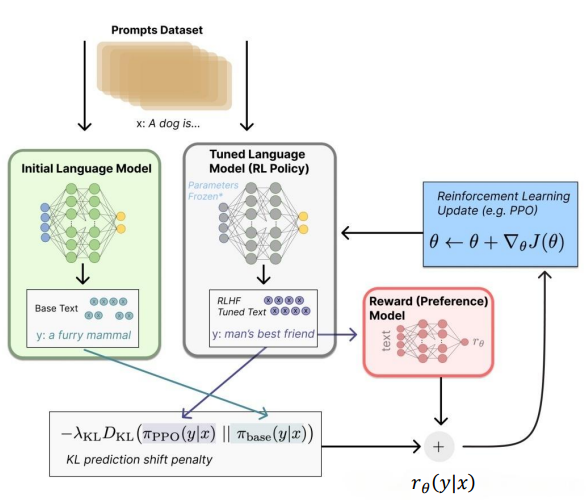 Prompts Dataset
x: A dog is...
Initial Language Model
Tuned Language
Model (RL Policy)
Parameters
Frozen*
Reinforcement Learning
Update (e.g. PPO)
θ ← θ + ∇θJ(θ)
Base Text
x x x x
x x x x
y: a furry mammal
RLHF
Tuned Text
x x x x
x x x x
y: man's best friend
Reward (Preference)
Model
text
rθ
−λKL DKL(πPPO(y|x) || πbase(y|x))
KL prediction shift penalty
+
rθ(y|x)